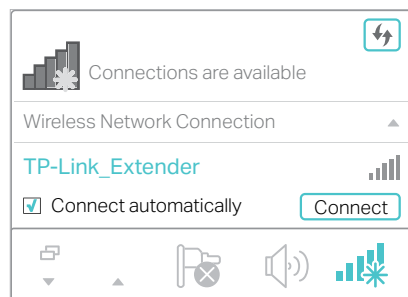 Connections are available
Wireless Network Connection
TP-Link_Extender
Connect automatically
Connect